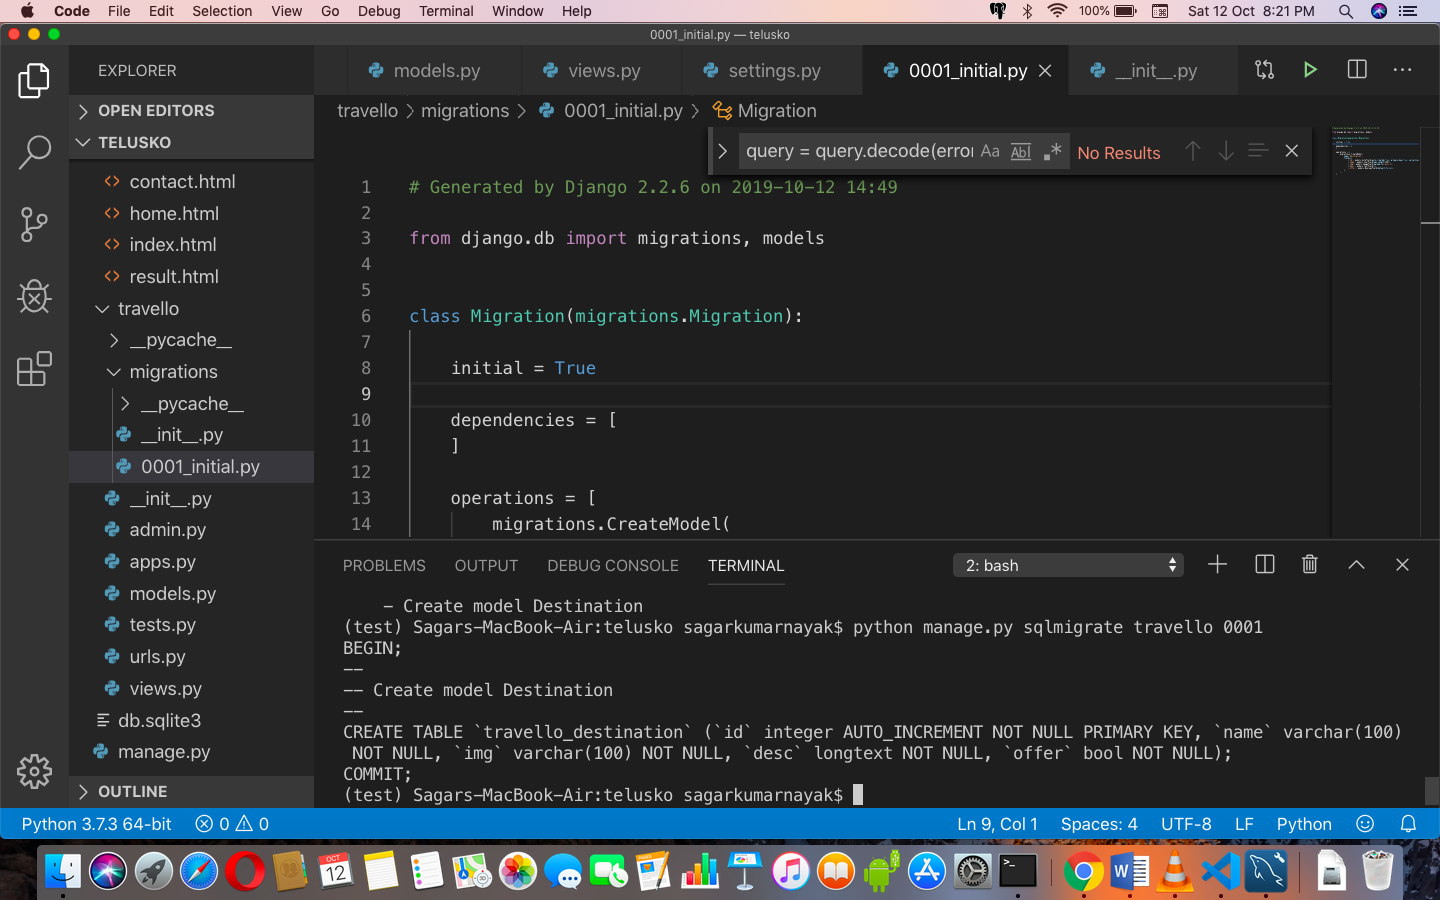 Code File Edit Selection View Go Debug Terminal Window Help 100% Sat 12 Oct 8:21 PM
0001_initial.py — telusko
EXPLORER
models.py views.py settings.py 0001_initial.py __init__.py
OPEN EDITORS
travello > migrations > 0001_initial.py > Migration
TELUSKO
query = query.decode(error Aa Abl .* No Results
contact.html
home.html
index.html
result.html
travello
__pycache__
migrations
__pycache__
__init__.py
0001_initial.py
__init__.py
admin.py
apps.py
models.py
tests.py
urls.py
views.py
db.sqlite3
manage.py
OUTLINE
1 # Generated by Django 2.2.6 on 2019-10-12 14:49
2
3 from django.db import migrations, models
4
5
6 class Migration(migrations.Migration):
7
8 initial = True
9
10 dependencies = [
11 ]
12
13 operations = [
14 migrations.CreateModel(
PROBLEMS OUTPUT DEBUG CONSOLE TERMINAL 2: bash
- Create model Destination
(test) Sagars-MacBook-Air:telusko sagarkumarnayak$ python manage.py sqlmigrate travello 0001
BEGIN;
--
-- Create model Destination
--
CREATE TABLE `travello_destination` (`id` integer AUTO_INCREMENT NOT NULL PRIMARY KEY, `name` varchar(100)
NOT NULL, `img` varchar(100) NOT NULL, `desc` longtext NOT NULL, `offer` bool NOT NULL);
COMMIT;
(test) Sagars-MacBook-Air:telusko sagarkumarnayak$
Python 3.7.3 64-bit 0 0 Ln 9, Col 1 Spaces: 4 UTF-8 LF Python
OCT
12